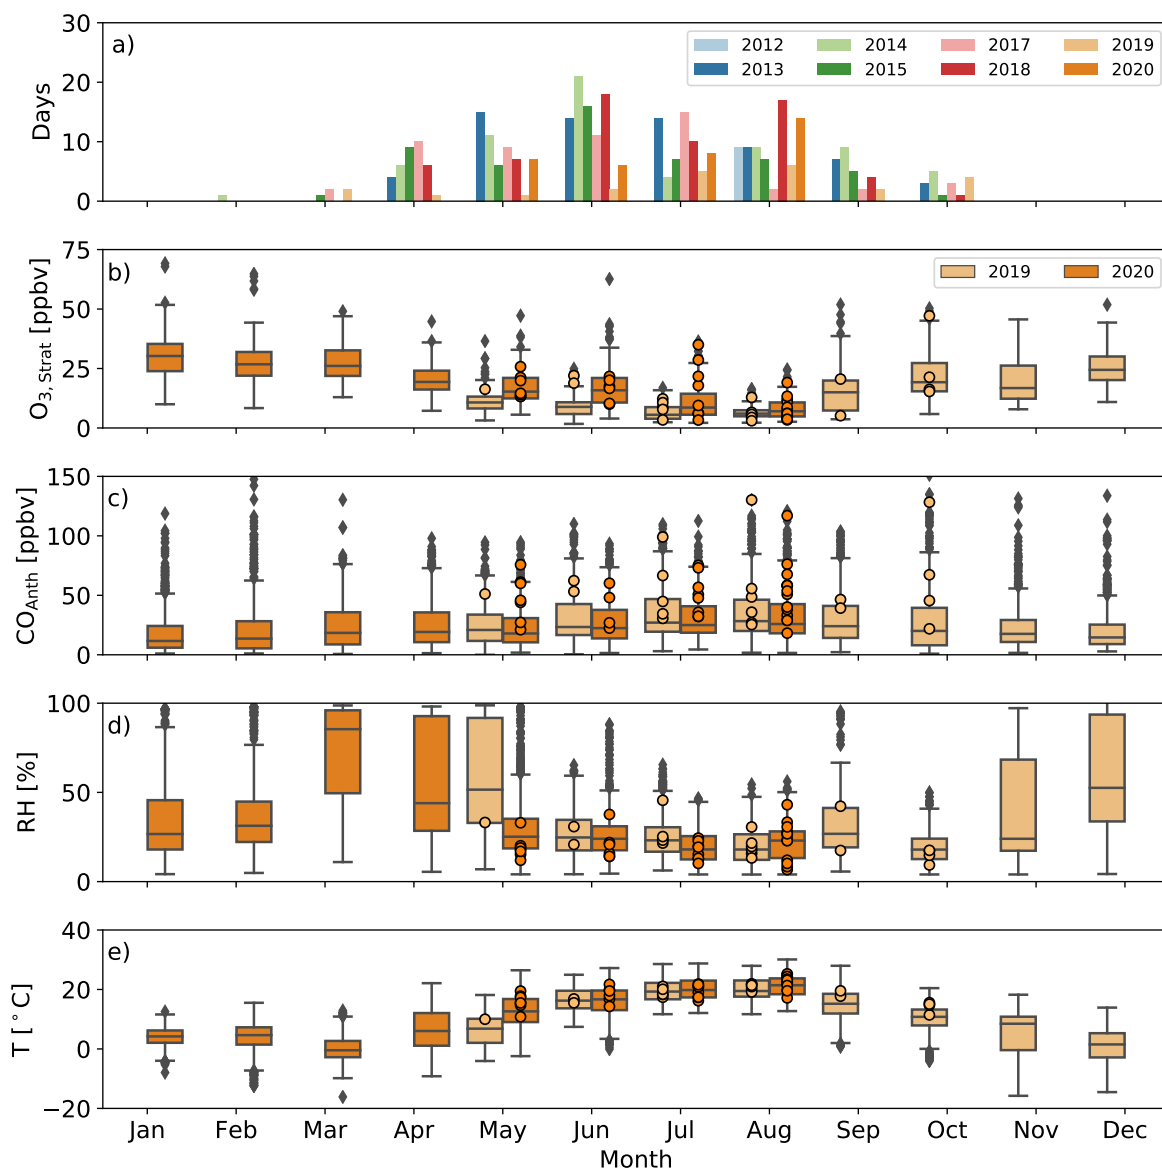 a)
Days
30
20
10
0
2012 2014 2017 2019
2013 2015 2018 2020
b)
O3,Strat [ppbv]
75
50
25
0
2019 2020
c)
COAnth [ppbv]
150
100
50
0
d)
RH [%]
100
50
0
e)
T [°C]
40
20
0
−20
Jan Feb Mar Apr May Jun Jul Aug Sep Oct Nov Dec
Month